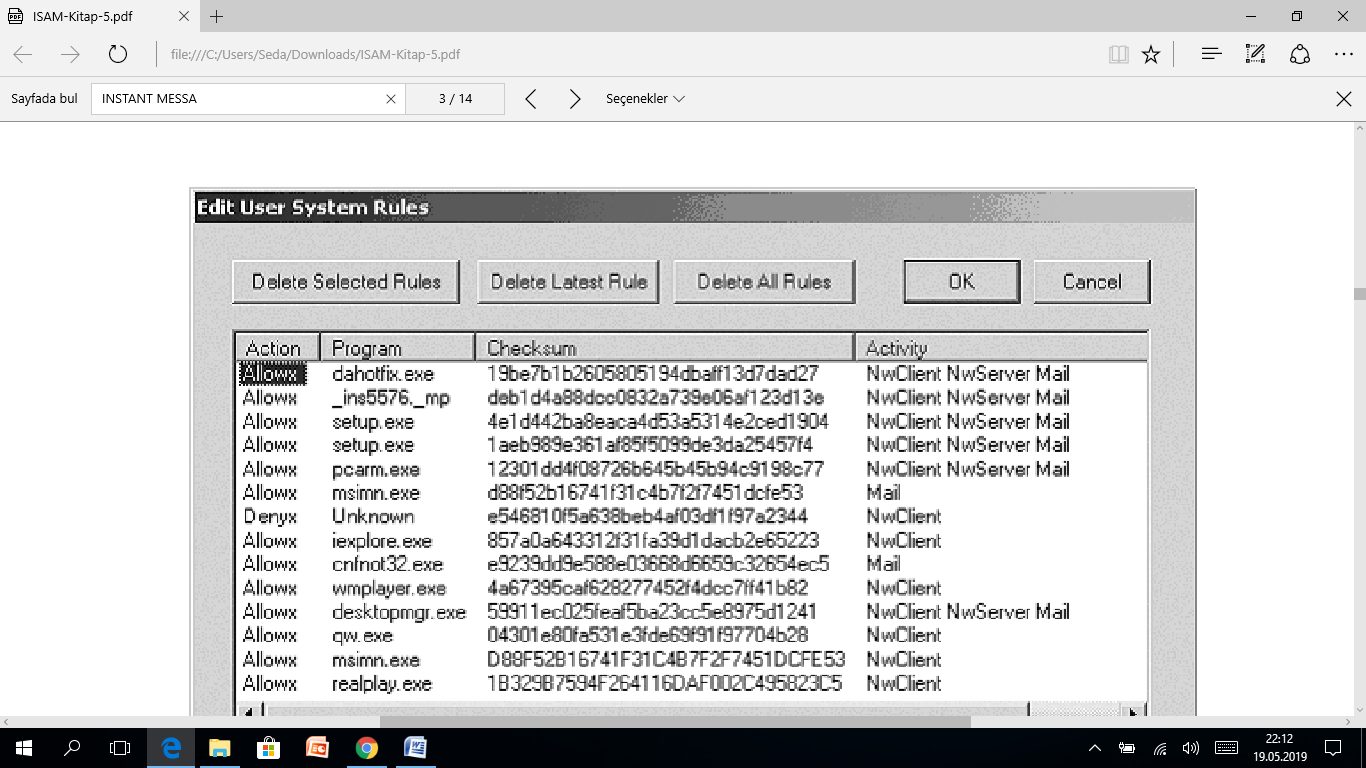 ISAM-Kitap-5.pdf
file:///C:/Users/Seda/Downloads/ISAM-Kitap-5.pdf
Sayfada bul INSTANT MESSA 3 / 14 Seçenekler
Edit User System Rules
Delete Selected Rules Delete Latest Rule Delete All Rules OK Cancel
Action Program Checksum Activity
Allowx dahotfix.exe 19be7b1b2605805194dbaff13d7dad27 NwClient NwServer Mail
Allowx _ins5576._mp deb1d4a88dcc0832a739e06af123d13e NwClient NwServer Mail
Allowx setup.exe 4e1d442ba8eaca4d53a5314e2ced1904 NwClient NwServer Mail
Allowx setup.exe 1aeb989e361af85f5099de3da25457f4 NwClient NwServer Mail
Allowx pcarm.exe 12301dd4f08726b645b45b94c9198c77 NwClient NwServer Mail
Allowx msimn.exe d88f52b16741f31c4b7f2f7451dcfe53 Mail
Denyx Unknown e546810f5a638beb4af03df1f97a2344 NwClient
Allowx iexplore.exe 857a0a643312f31fa39d1dacb2e65223 NwClient
Allowx cnfnot32.exe e9239dd9e588e03668d6659c32654ec5 Mail
Allowx wmplayer.exe 4a67395caf628277452f4dcc7ff41b82 NwClient
Allowx desktopmgr.exe 59911ec025feaf5ba23cc5e8975d1241 NwClient NwServer Mail
Allowx qw.exe 04301e80fa531e3fde69f91f97704b28 NwClient
Allowx msimn.exe D88F52B16741F31C4B7F2F7451DCFE53 NwClient
Allowx realplay.exe 1B329B7594F264116DAF002C495823C5 NwClient
22:12
19.05.2019